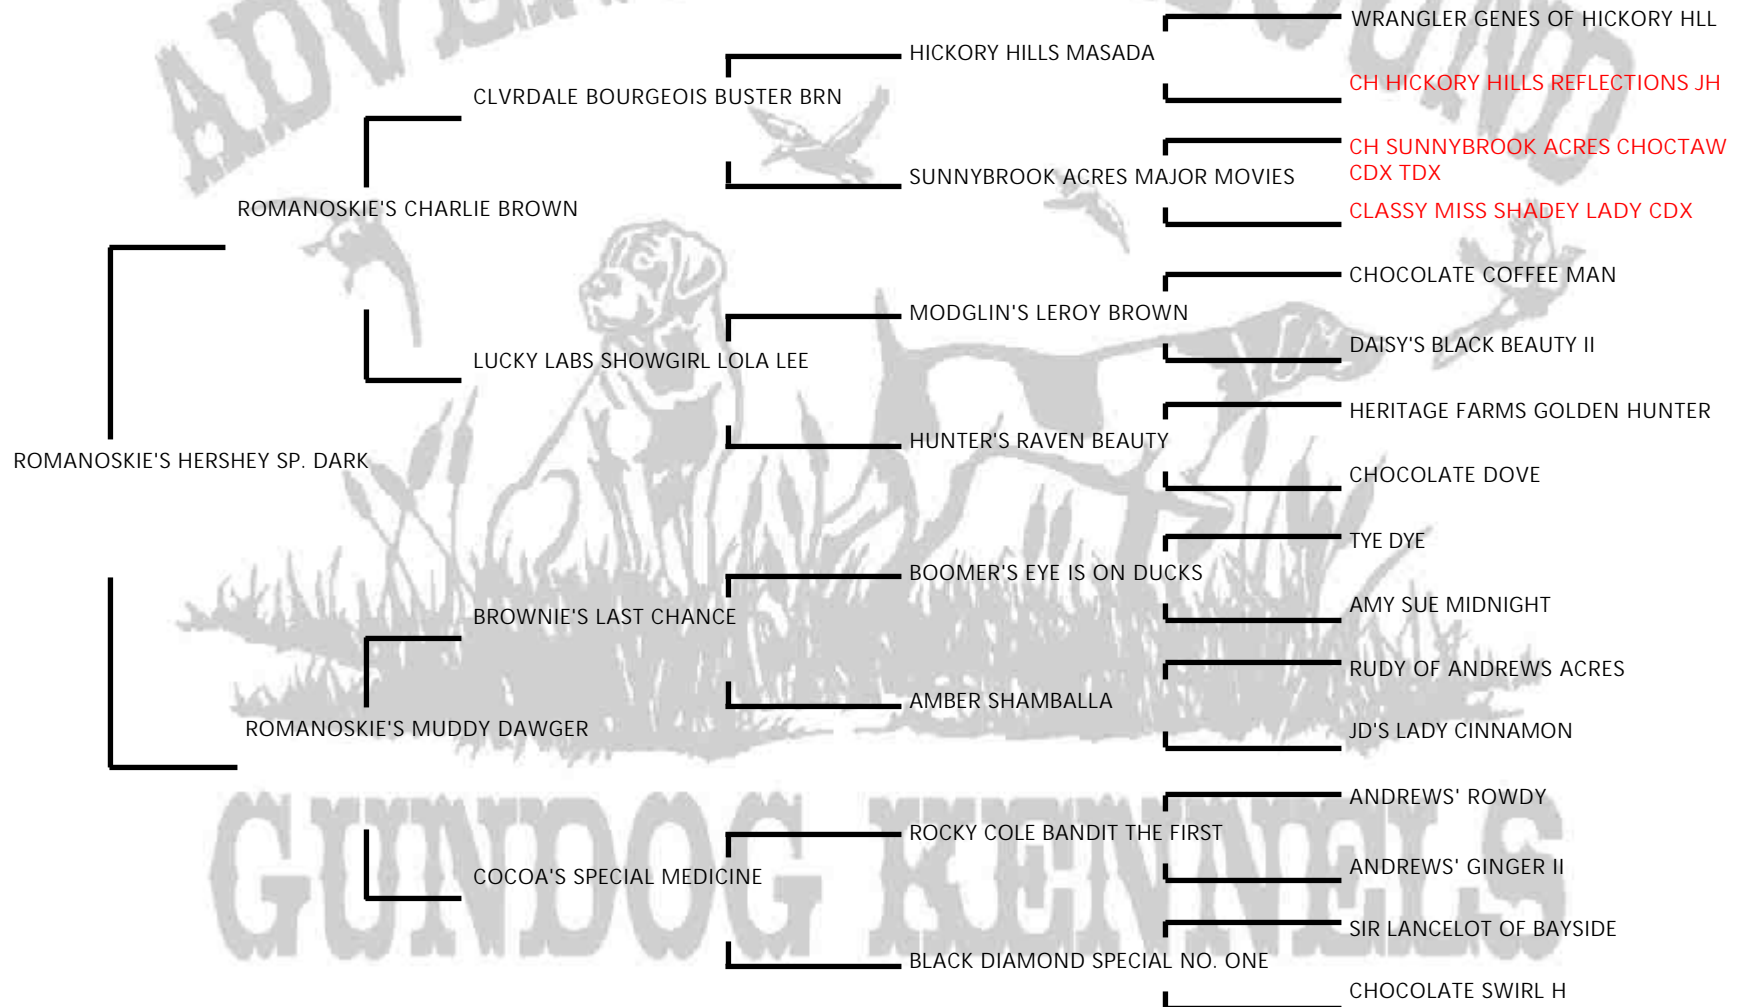 ADVE
UND
WRANGLER GENES OF HICKORY HLL
HICKORY HILLS MASADA
CH HICKORY HILLS REFLECTIONS JH
CLVRDALE BOURGEOIS BUSTER BRN
CH SUNNYBROOK ACRES CHOCTAW
CDX TDX
SUNNYBROOK ACRES MAJOR MOVIES
CLASSY MISS SHADEY LADY CDX
ROMANOSKIE'S CHARLIE BROWN
CHOCOLATE COFFEE MAN
MODGLIN'S LEROY BROWN
DAISY'S BLACK BEAUTY II
LUCKY LABS SHOWGIRL LOLA LEE
HERITAGE FARMS GOLDEN HUNTER
HUNTER'S RAVEN BEAUTY
CHOCOLATE DOVE
ROMANOSKIE'S HERSHEY SP. DARK
TYE DYE
BOOMER'S EYE IS ON DUCKS
AMY SUE MIDNIGHT
BROWNIE'S LAST CHANCE
RUDY OF ANDREWS ACRES
AMBER SHAMBALLA
JD'S LADY CINNAMON
ROMANOSKIE'S MUDDY DAWGER
ANDREWS' ROWDY
ROCKY COLE BANDIT THE FIRST
ANDREWS' GINGER II
COCOA'S SPECIAL MEDICINE
SIR LANCELOT OF BAYSIDE
BLACK DIAMOND SPECIAL NO. ONE
CHOCOLATE SWIRL H
GUNDOG KENNELS